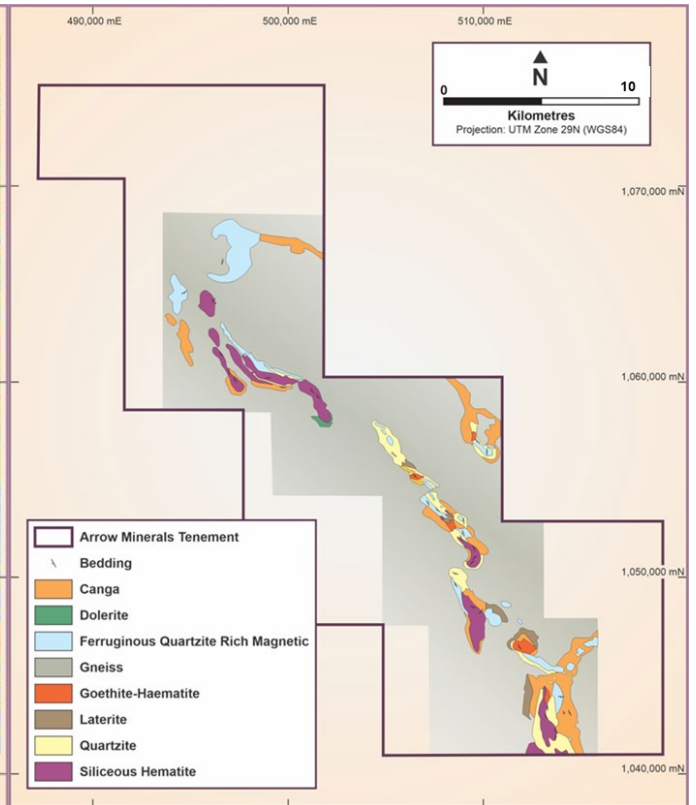 490,000 mE
500,000 mE
510,000 mE
N
0
10
Kilometres
Projection: UTM Zone 29N (WGS84)
1,070,000 mN
1,060,000 mN
1,050,000 mN
1,040,000 mN
Arrow Minerals Tenement
Bedding
Canga
Dolerite
Ferruginous Quartzite Rich Magnetic
Gneiss
Goethite-Haematite
Laterite
Quartzite
Siliceous Hematite